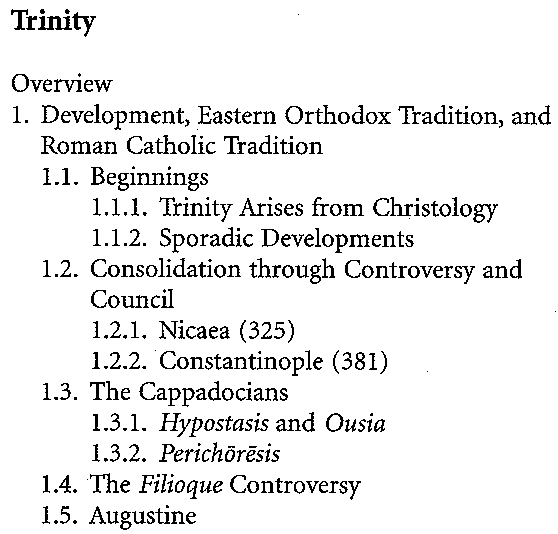 Trinity
Overview
1. Development, Eastern Orthodox Tradition, and
Roman Catholic Tradition
1.1. Beginnings
1.1.1. Trinity Arises from Christology
1.1.2. Sporadic Developments
1.2. Consolidation through Controversy and
Council
1.2.1. Nicaea (325)
1.2.2. Constantinople (381)
1.3. The Cappadocians
1.3.1. Hypostasis and Ousia
1.3.2. Perichōrēsis
1.4. The Filioque Controversy
1.5. Augustine